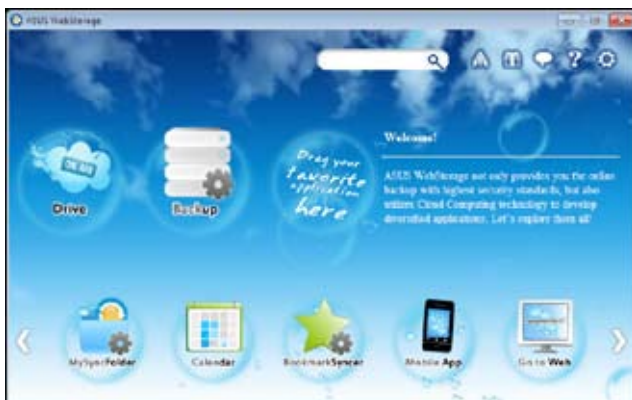 ASUS WebStorage
Welcome!
ON AIR
Drag your
favorite
application
here
ASUS WebStorage not only provides you the online
backup with highest security standards, but also
utilizes Cloud Computing technology to develop
diversified applications. Let's explore them all!
Drive
Backup
MySyncFolder
Calendar
BookmarkSyncer
Mobile App
Go to Web